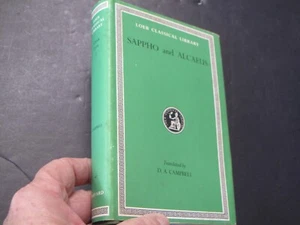 LOEB CLASSICAL LIBRARY
SAPPHO and ALCAEUS
Translated by
D. A. CAMPBELL